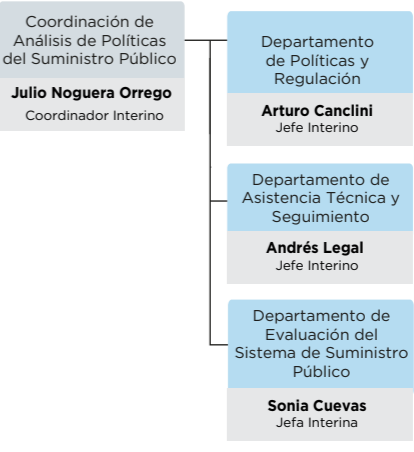 Coordinación de
Análisis de Políticas
del Suministro Público
Julio Noguera Orrego
Coordinador Interino
Departamento
de Políticas y
Regulación
Arturo Canclini
Jefe Interino
Departamento de
Asistencia Técnica y
Seguimiento
Andrés Legal
Jefe Interino
Departamento de
Evaluación del
Sistema de Suministro
Público
Sonia Cuevas
Jefa Interina